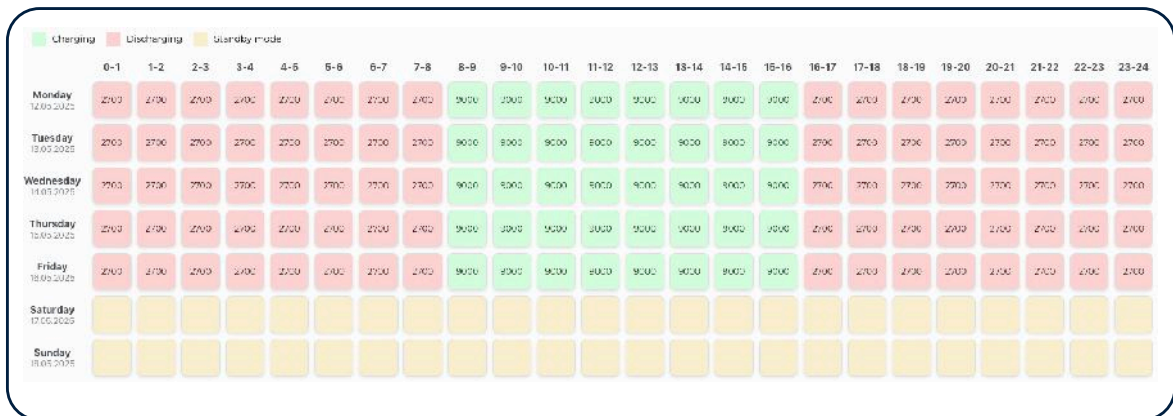 Charging Discharging Standby mode
0-1 1-2 2-3 3-4 4-5 5-6 6-7 7-8 8-9 9-10 10-11 11-12 12-13 13-14 14-15 15-16 16-17 17-18 18-19 19-20 20-21 21-22 22-23 23-24
Monday
2700 2700 2700 2700 2700 2700 2700 2700 9000 9000 9000 9000 9000 9000 9000 9000 2700 2700 2700 2700 2700 2700 2700 2700
12.05.2025
Tuesday
2700 2700 2700 2700 2700 2700 2700 2700 9000 9000 9000 9000 9000 9000 9000 9000 2700 2700 2700 2700 2700 2700 2700 2700
13.05.2025
Wednesday
2700 2700 2700 2700 2700 2700 2700 2700 9000 9000 9000 9000 9000 9000 9000 9000 2700 2700 2700 2700 2700 2700 2700 2700
14.05.2025
Thursday
2700 2700 2700 2700 2700 2700 2700 2700 9000 9000 9000 9000 9000 9000 9000 9000 2700 2700 2700 2700 2700 2700 2700 2700
15.05.2025
Friday
2700 2700 2700 2700 2700 2700 2700 2700 9000 9000 9000 9000 9000 9000 9000 9000 2700 2700 2700 2700 2700 2700 2700 2700
16.05.2025
Saturday
17.05.2025
Sunday
18.05.2025